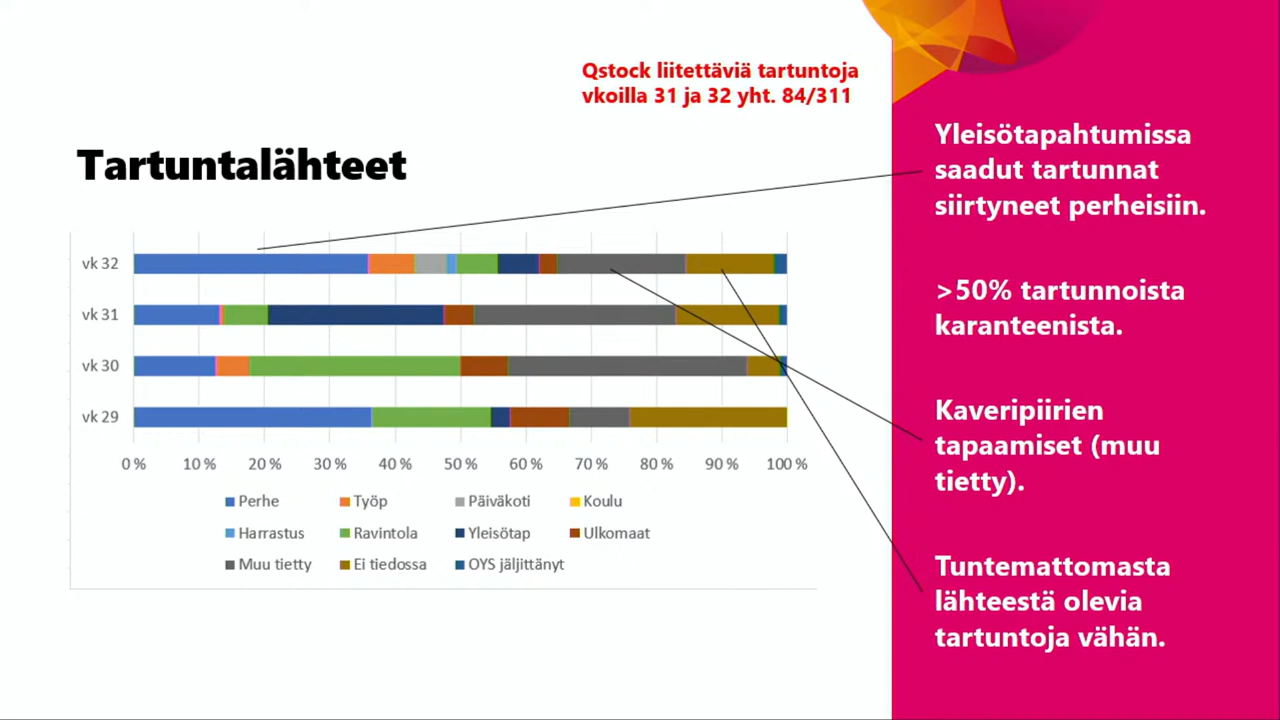 Qstock liitettäviä tartuntoja
vkoilla 31 ja 32 yht. 84/311
Tartuntalähteet
vk 32
vk 31
vk 30
vk 29
0 % 10 % 20 % 30 % 40 % 50 % 60 % 70 % 80 % 90 % 100 %
Perhe Työp Päiväkoti Koulu
Harrastus Ravintola Yleisötap Ulkomaat
Muu tietty Ei tiedossa OYS jäljittänyt
Yleisötapahtumissa
saadut tartunnat
siirtyneet perheisiin.
>50% tartunnoista
karanteenista.
Kaveripiirien
tapaamiset (muu
tietty).
Tuntemattomasta
lähteestä olevia
tartuntoja vähän.